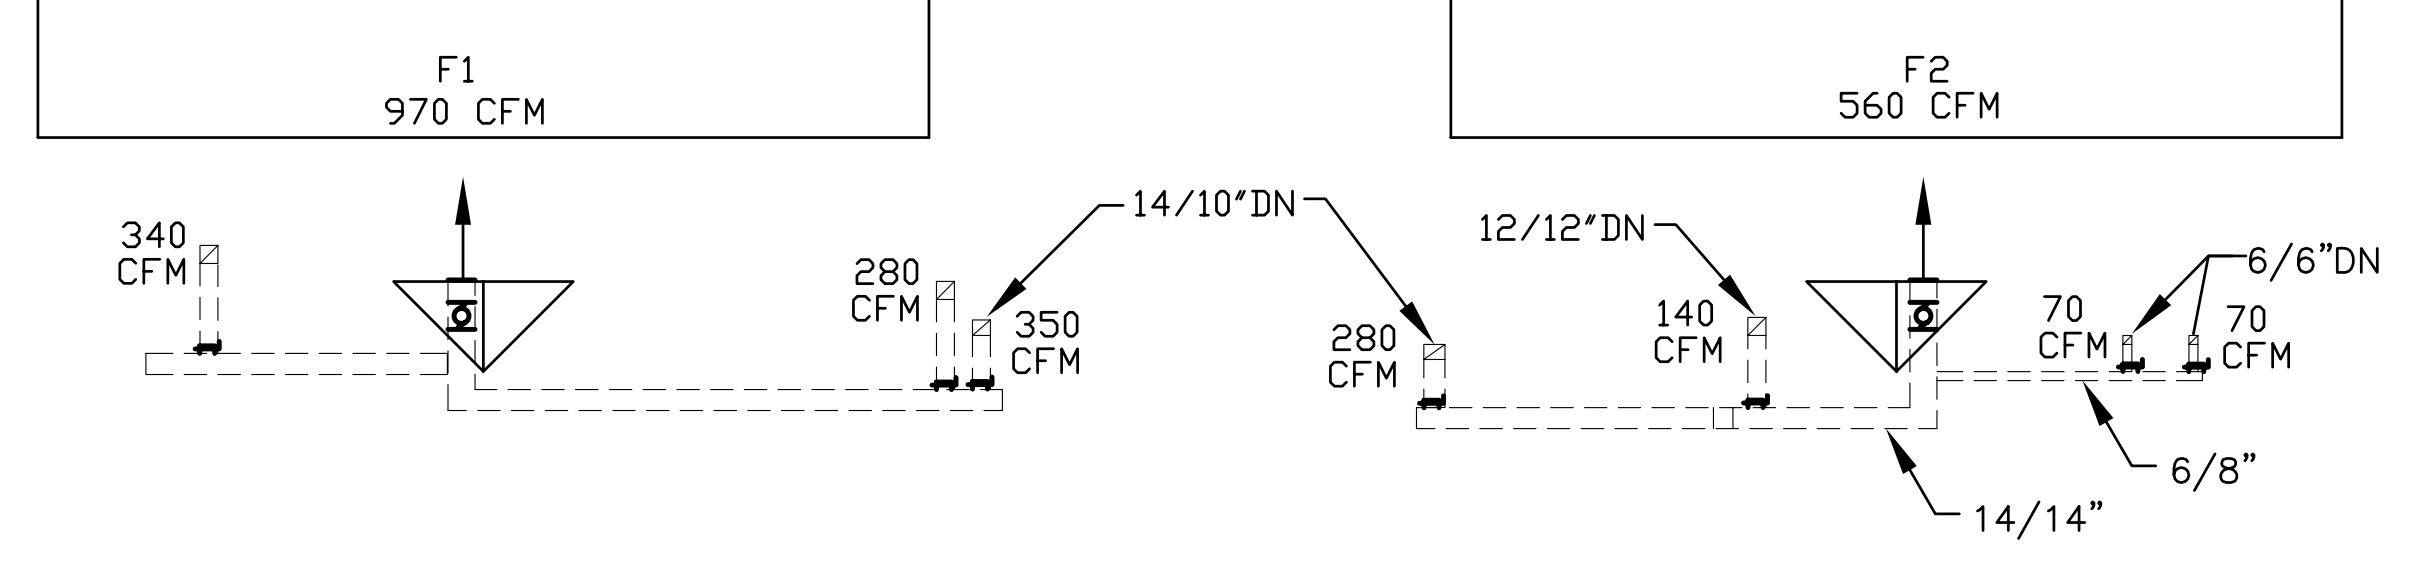 F1
970 CFM
F2
560 CFM
340
CFM
280
CFM
14/10"DN
350
CFM
280
CFM
12/12"DN
140
CFM
70
CFM
6/6”DN
70
CFM
6/8”
14/14”